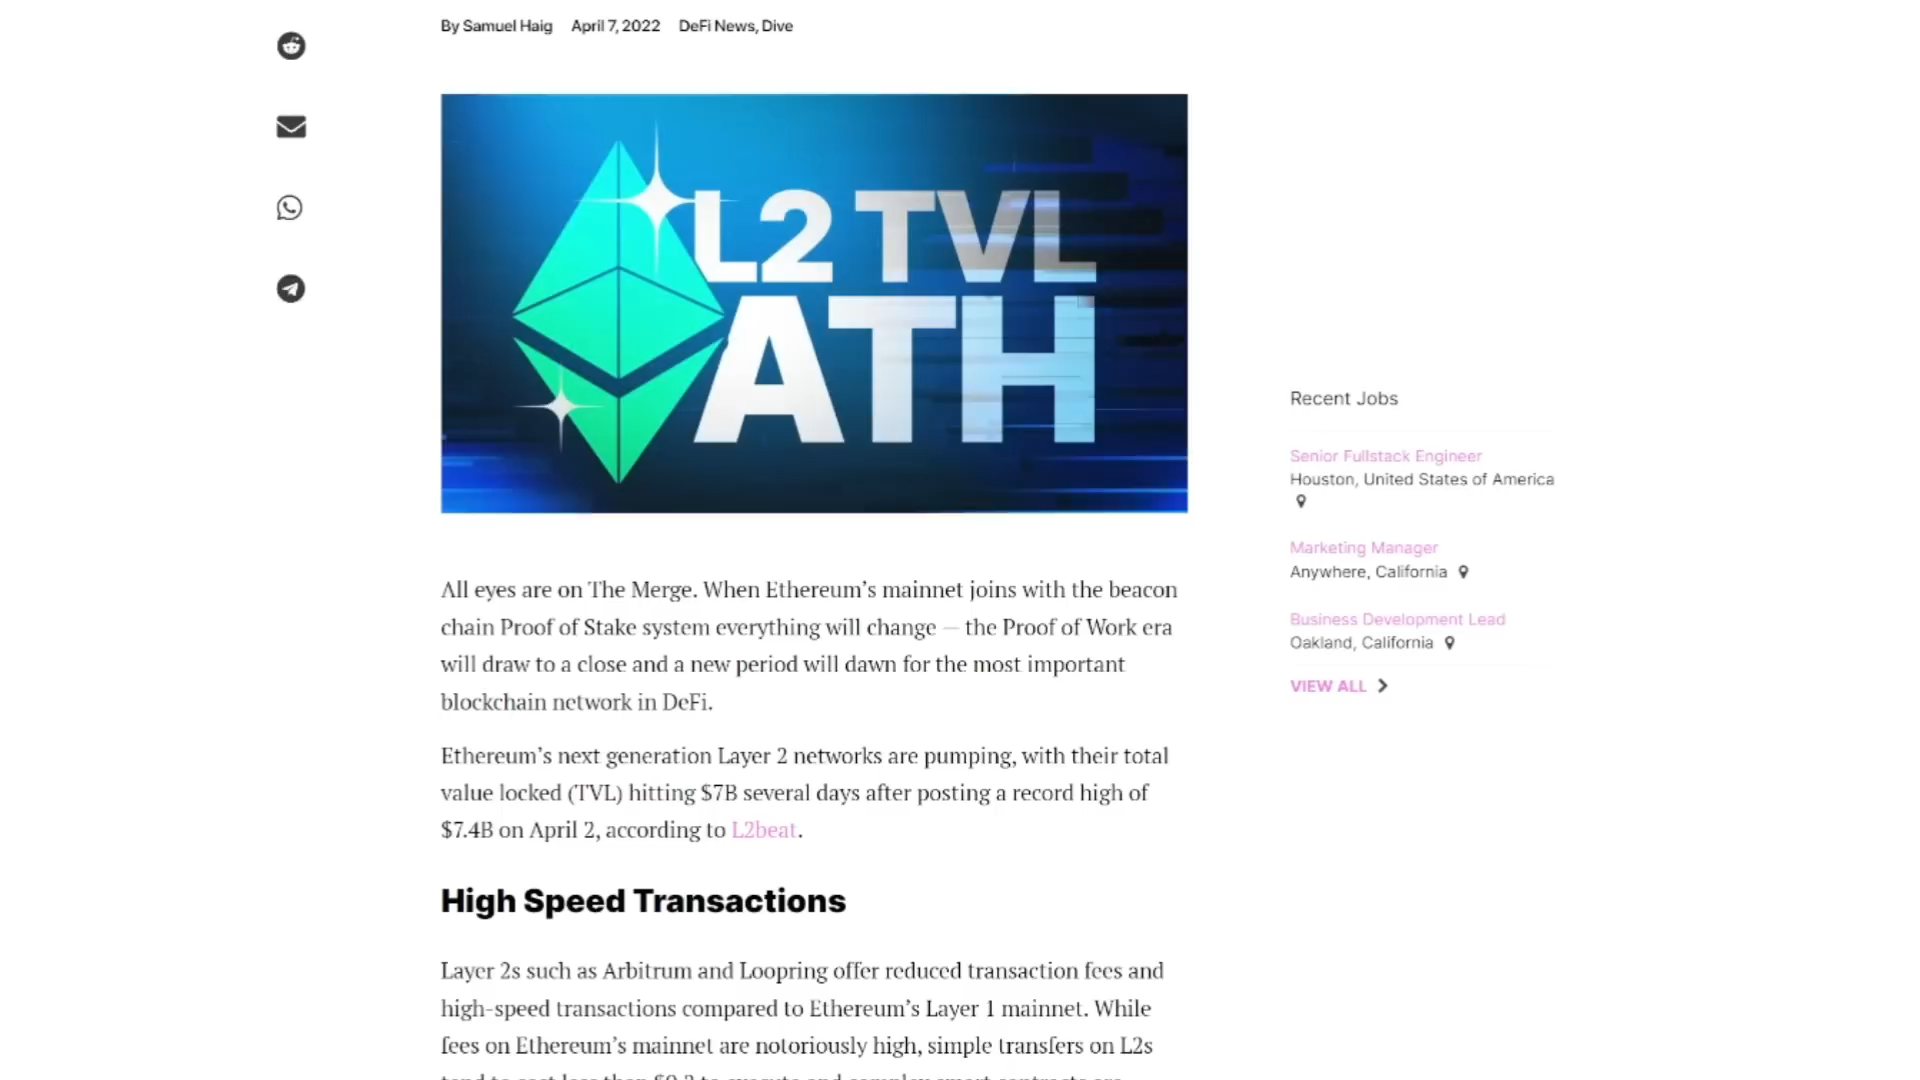 By Samuel Haig April 7, 2022 DeFi News, Dive
L2 TVL
ATH
All eyes are on The Merge. When Ethereum’s mainnet joins with the beacon
chain Proof of Stake system everything will change — the Proof of Work era
will draw to a close and a new period will dawn for the most important
blockchain network in DeFi.
Ethereum’s next generation Layer 2 networks are pumping, with their total
value locked (TVL) hitting $7B several days after posting a record high of
$7.4B on April 2, according to L2beat.
High Speed Transactions
Layer 2s such as Arbitrum and Loopring offer reduced transaction fees and
high-speed transactions compared to Ethereum’s Layer 1 mainnet. While
fees on Ethereum’s mainnet are notoriously high, simple transfers on L2s
Recent Jobs
Senior Fullstack Engineer
Houston, United States of America
Marketing Manager
Anywhere, California
Business Development Lead
Oakland, California
VIEW ALL